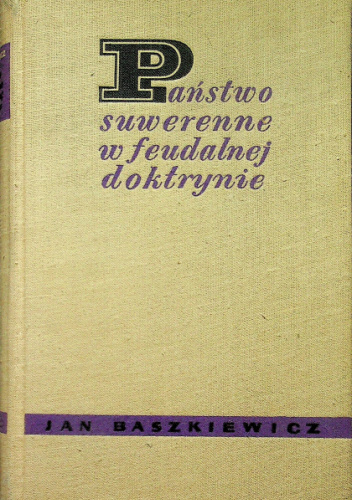 Państwo
suwerenne
w feudalnej
doktrynie
JAN BASZKIEWICZ